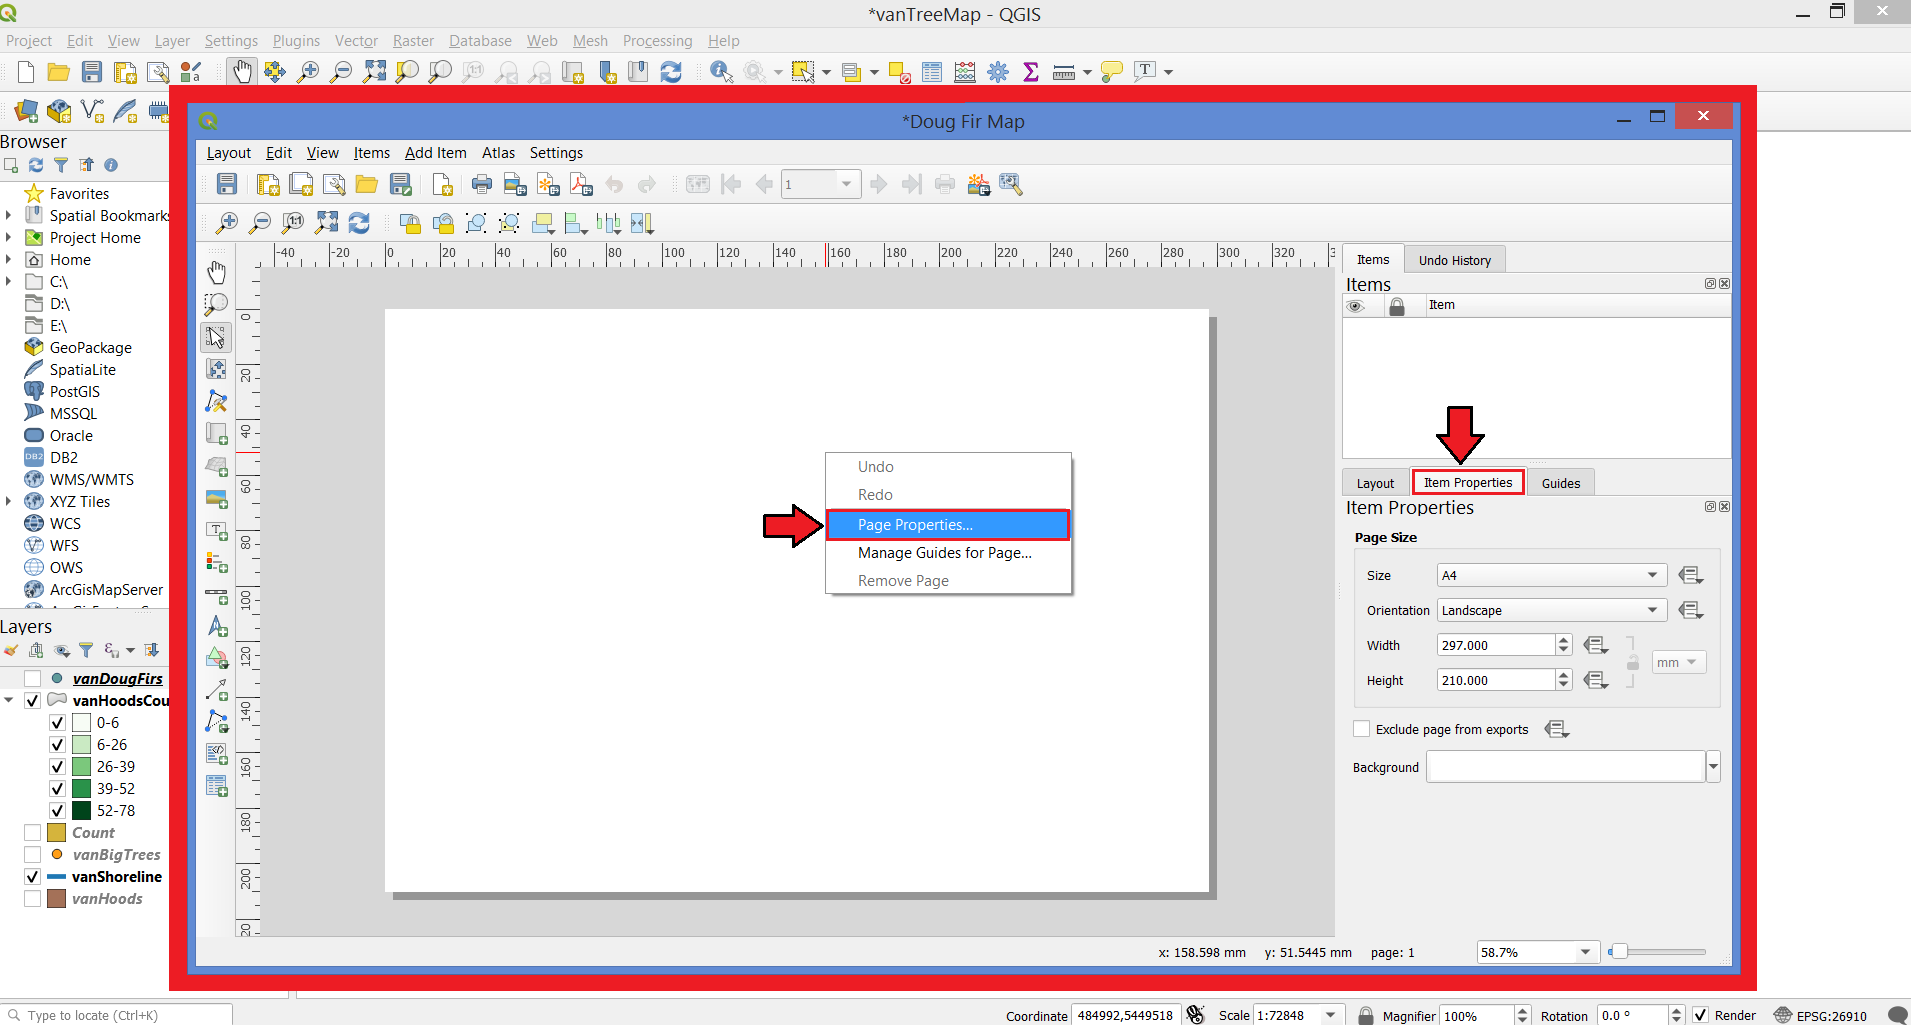 *vanTreeMap - QGIS
Project Edit View Layer Settings Plugins Vector Raster Database Web Mesh Processing Help
*Doug Fir Map
Layout Edit View Items Add Item Atlas Settings
1
Browser
Favorites
Spatial Bookmarks
Project Home
Home
C:\
D:\
E:\
GeoPackage
SpatiaLite
PostGIS
MSSQL
Oracle
DB2
WMS/WMTS
XYZ Tiles
WCS
WFS
OWS
ArcGisMapServer
Layers
vanDougFirs
vanHoodsCou
0-6
6-26
26-39
39-52
52-78
Count
vanBigTrees
vanShoreline
vanHoods
-40 -20 0 20 40 60 80 100 120 140 160 180 200 220 240 260 280 300 320
0
20
40
60
80
100
120
140
160
180
200
20
Undo
Redo
Page Properties...
Manage Guides for Page...
Remove Page
Items Undo History
Items
Item
Layout Item Properties Guides
Item Properties
Page Size
Size A4
Orientation Landscape
Width 297.000
mm
Height 210.000
Exclude page from exports
Background
x: 158.598 mm y: 51.5445 mm page: 1 58.7%
Type to locate (Ctrl+K)
Coordinate 484992,5449518 Scale 1:72848 Magnifier 100% Rotation 0.0 ° Render EPSG:26910